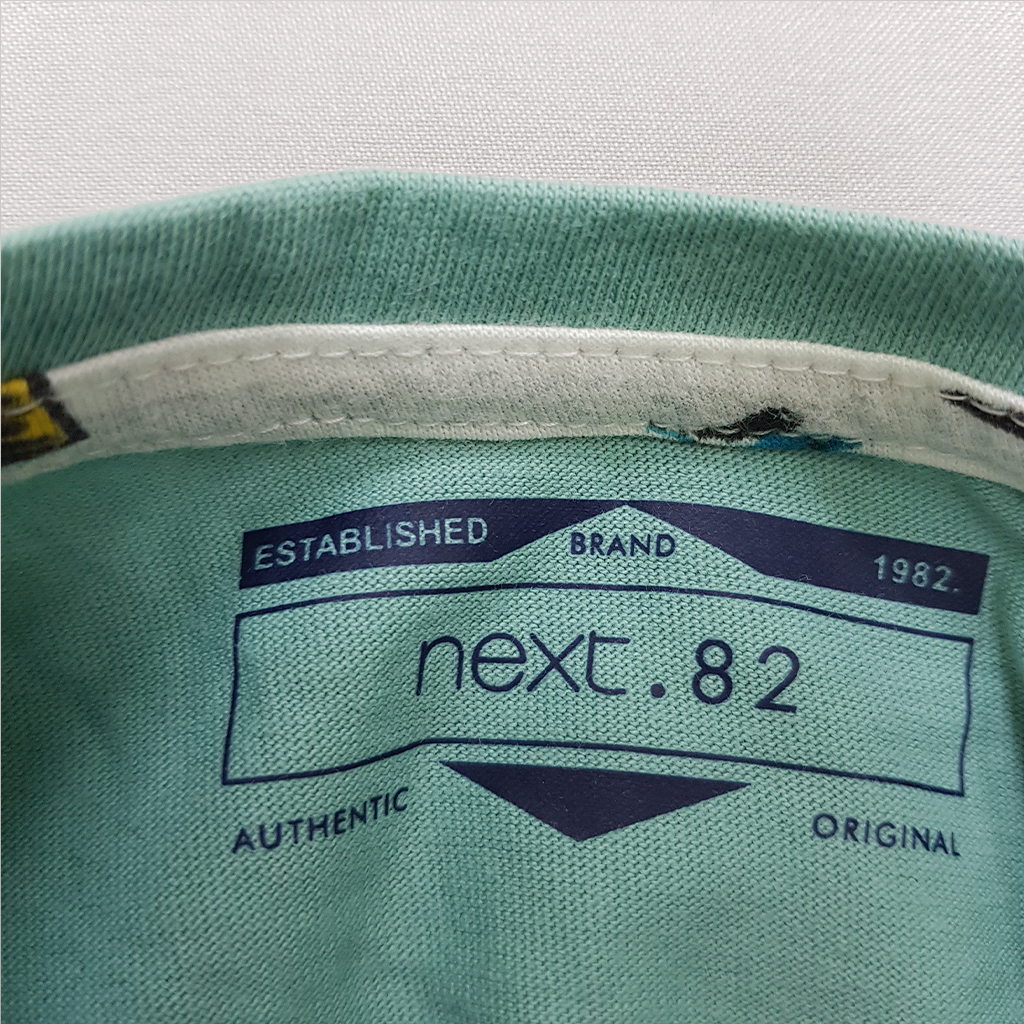 ESTABLISHED BRAND 1982.
next.82
AUTHENTIC ORIGINAL